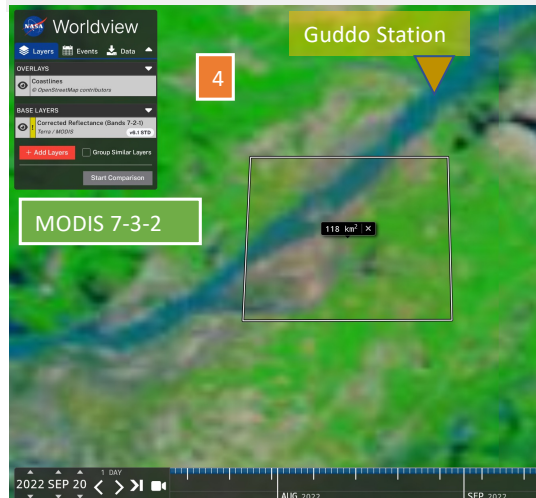 NASA Worldview
Layers Events Data
OVERLAYS
Coastlines
© OpenStreetMap contributors
BASE LAYERS
Corrected Reflectance (Bands 7-2-1)
Terra / MODIS v6.1 STD
+ Add Layers Group Similar Layers
Start Comparison
4
Guddo Station
MODIS 7-3-2
118 km² ×
1 DAY
2022 SEP 20
AUG 2022
SEP 2022